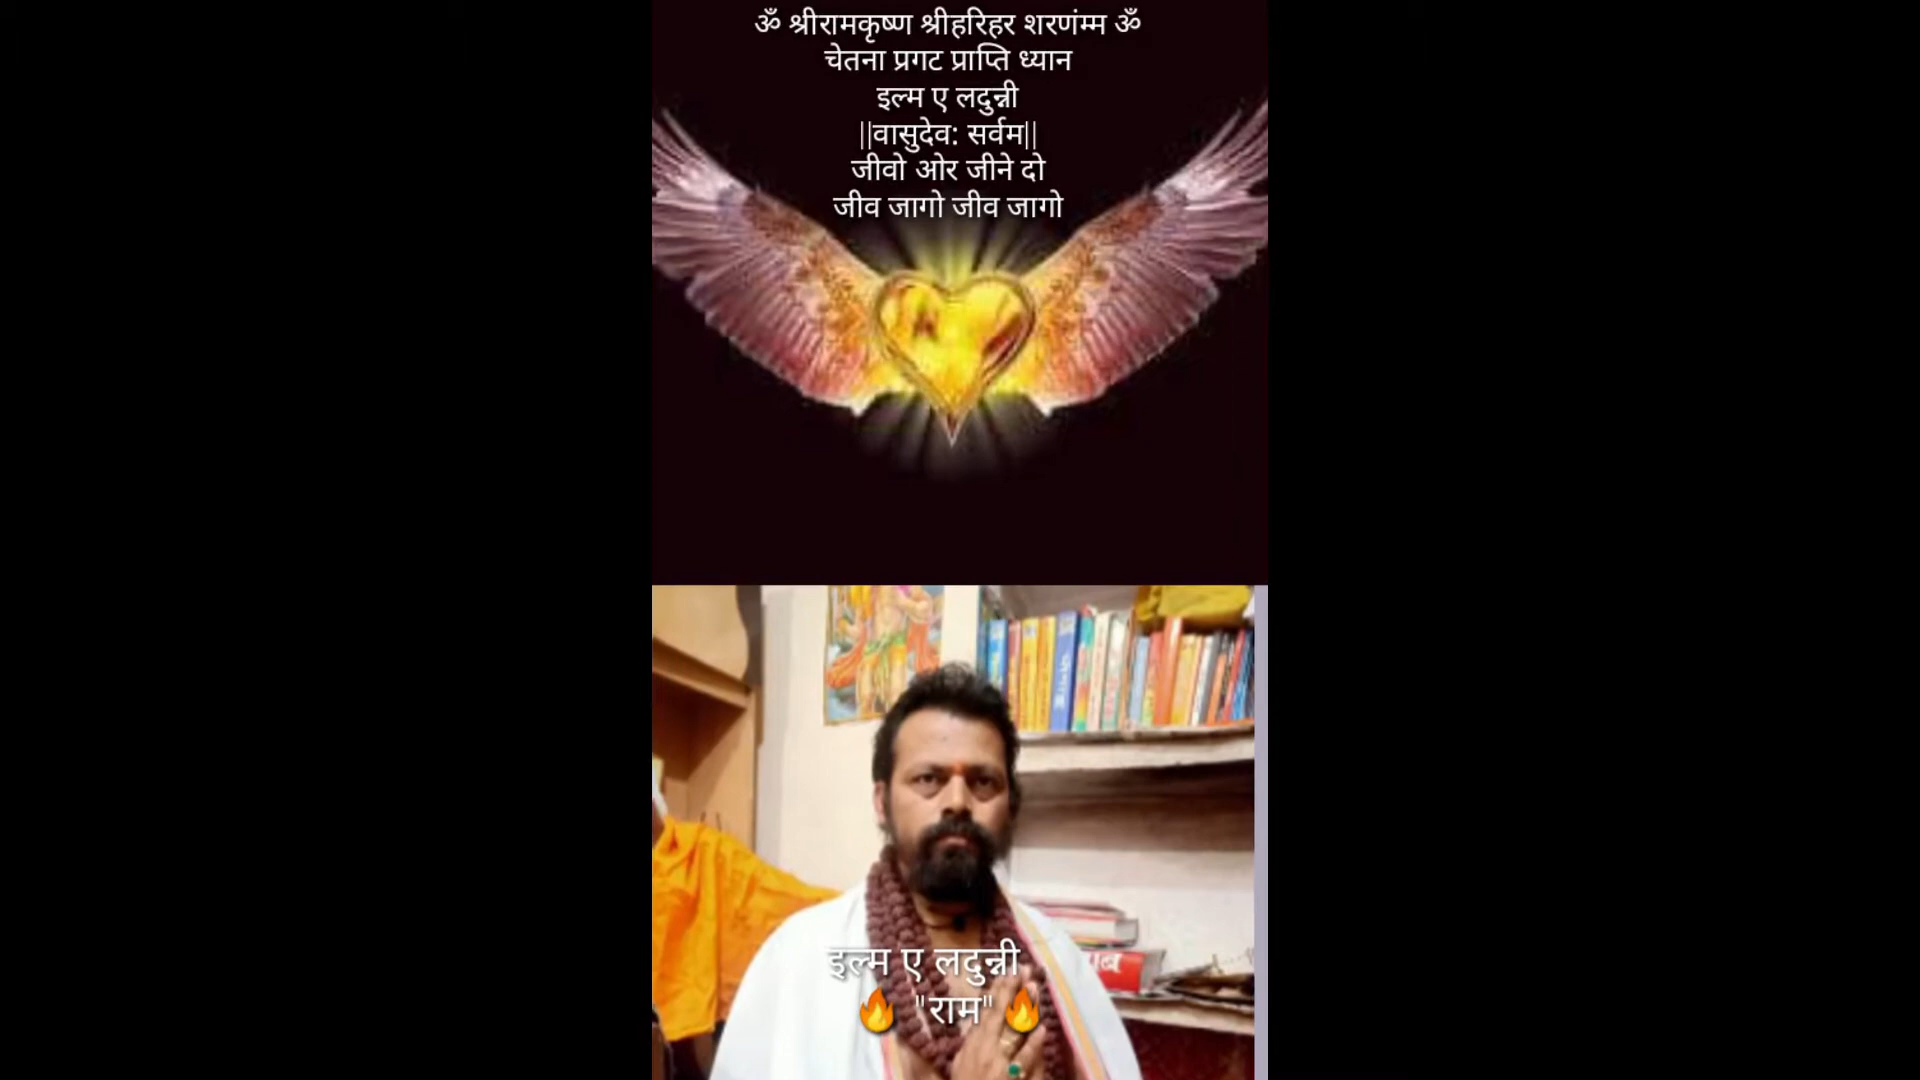 ॐ श्रीरामकृष्ण श्रीहरिहर शरणंम्म ॐ
चेतना प्रगट प्राप्ति ध्यान
इल्म ए लदुन्नी
||वासुदेव: सर्वम||
जीवो ओर जीने दो
जीव जागो जीव जागो
इल्म ए लदुन्नी
🔥 "राम" 🔥